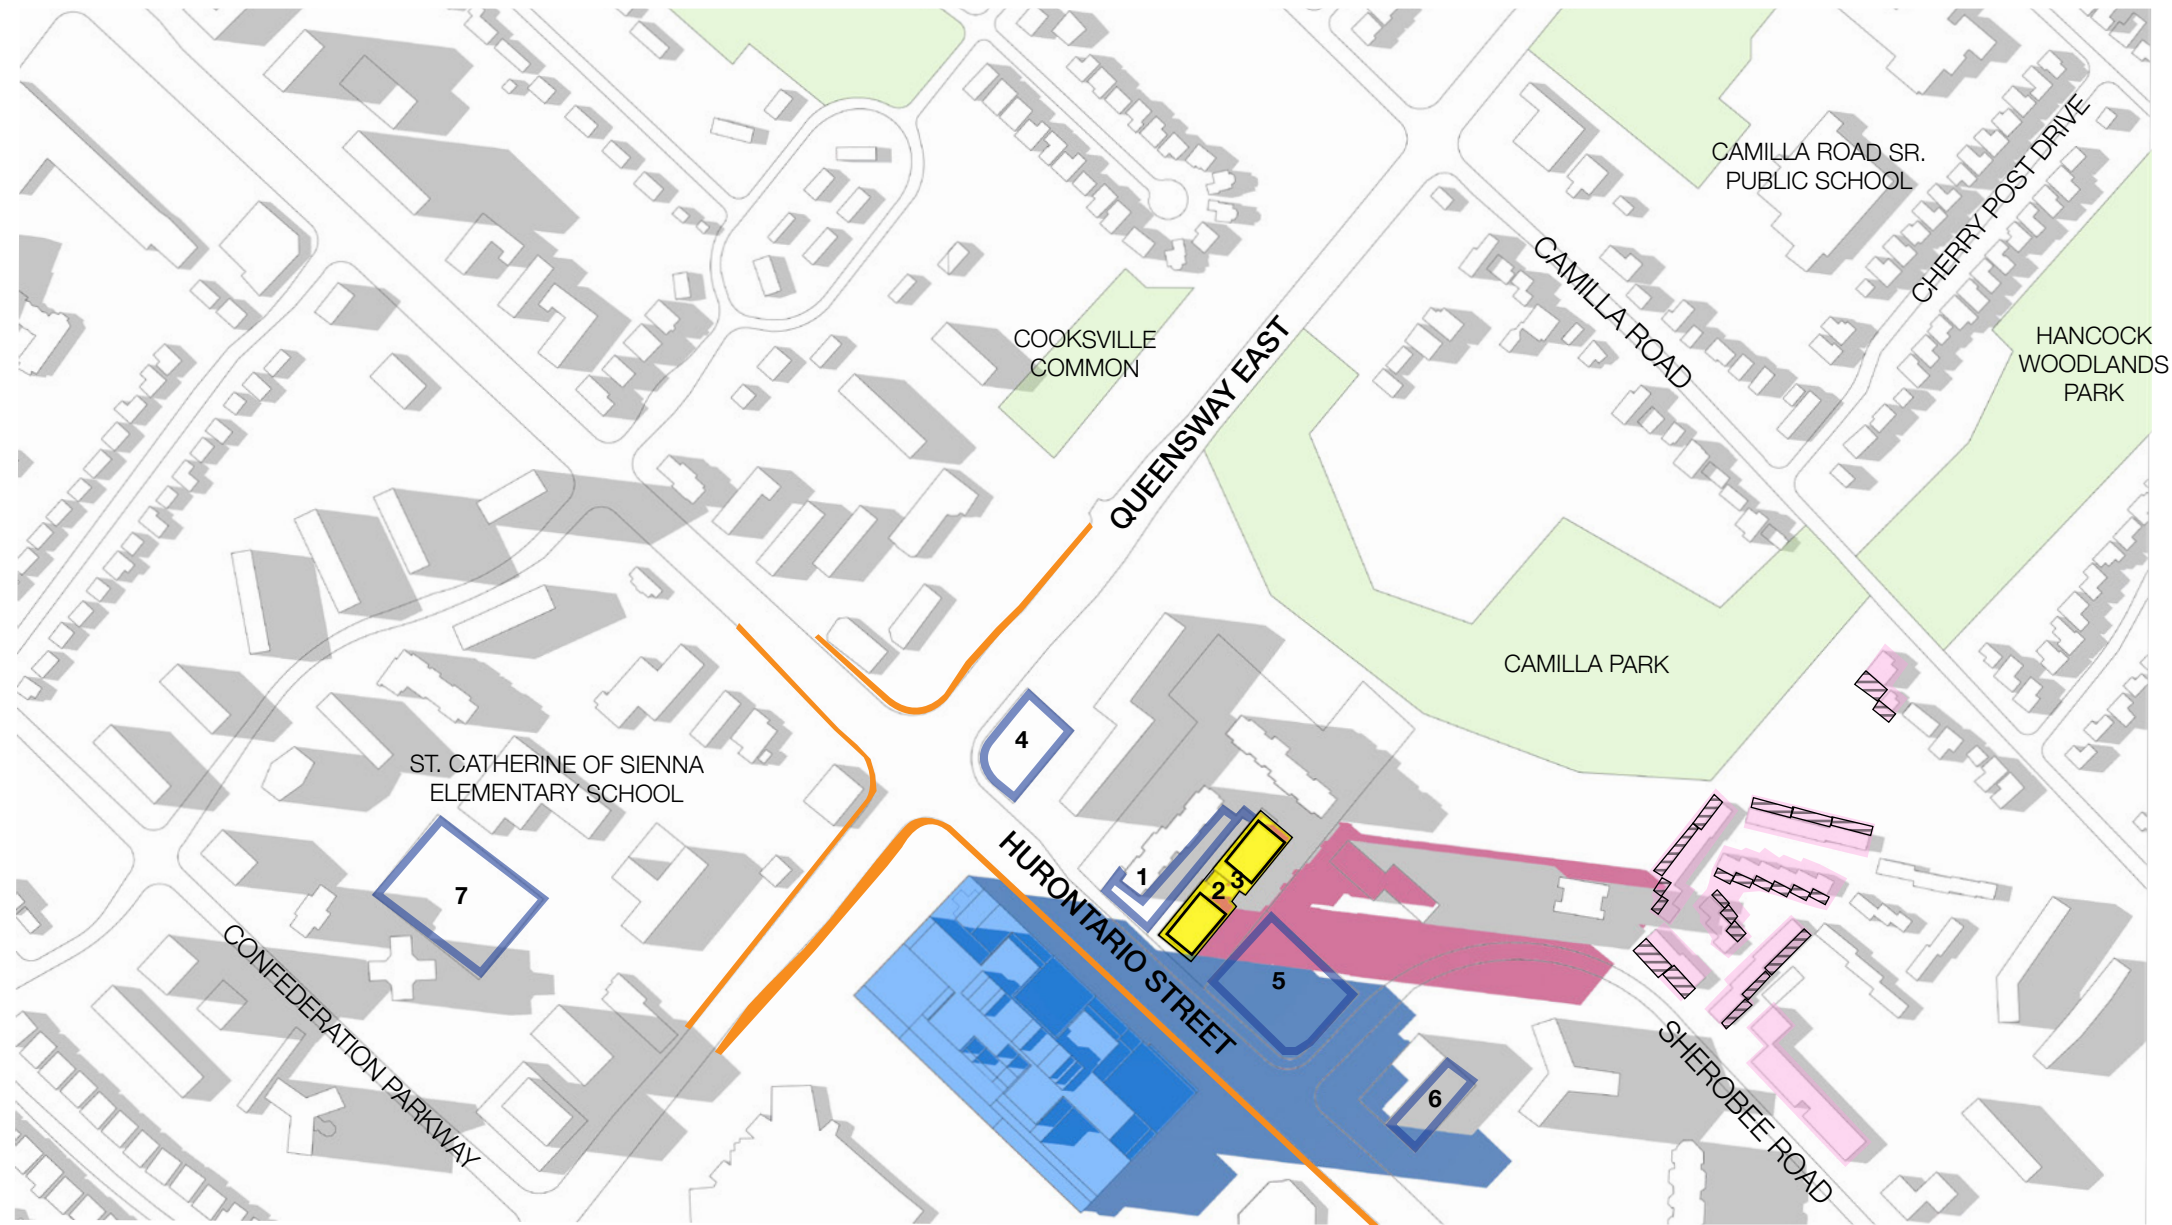 CAMILLA ROAD SR.
PUBLIC SCHOOL
CHERRY POST DRIVE
CAMILLA ROAD
HANCOCK
WOODLANDS
PARK
COOKSVILLE
COMMON
QUEENSWAY EAST
CAMILLA PARK
4
ST. CATHERINE OF SIENNA
ELEMENTARY SCHOOL
7
HURONTARIO STREET
1
2
3
5
6
CONFEDERATION PARKWAY
SHEROBEE ROAD